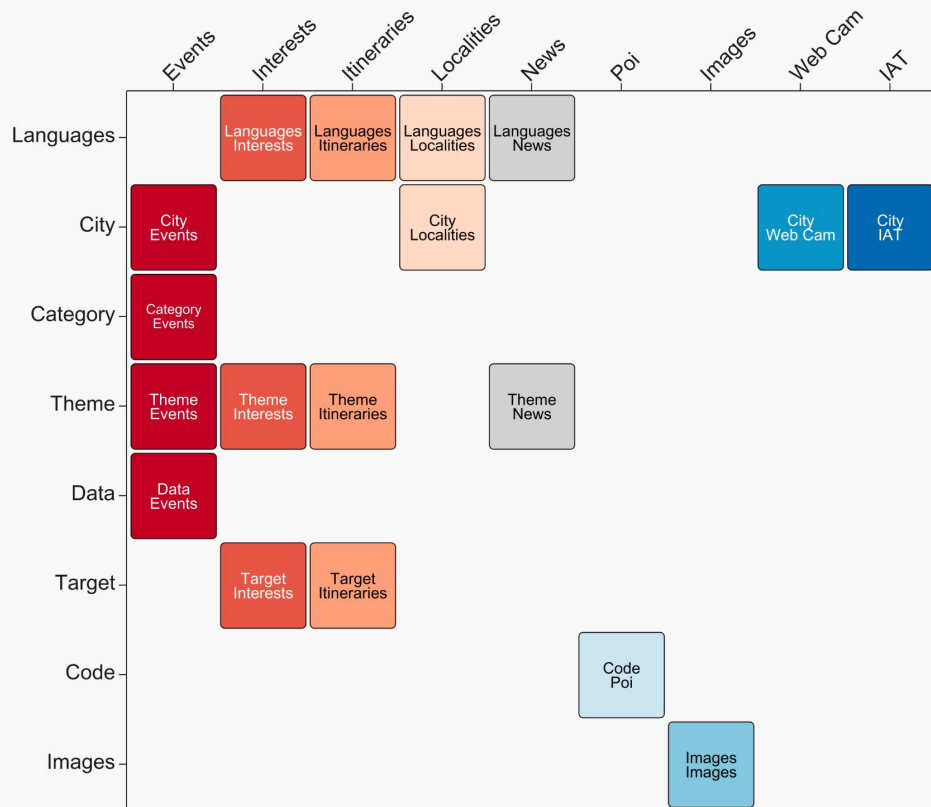 Events
Interests
Itineraries
Localities
News
Poi
Images
Web Cam
IAT
Languages
Languages
Interests
Languages
Itineraries
Languages
Localities
Languages
News
City
City
Events
City
Localities
City
Web Cam
City
IAT
Category
Category
Events
Theme
Theme
Events
Theme
Interests
Theme
Itineraries
Theme
News
Data
Data
Events
Target
Target
Interests
Target
Itineraries
Code
Code
Poi
Images
Images
Images